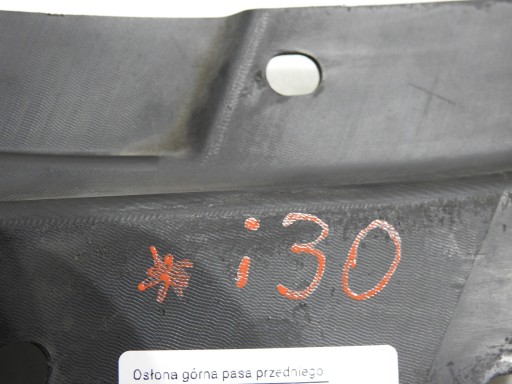 * i30
Osłona górna pasa przedniego